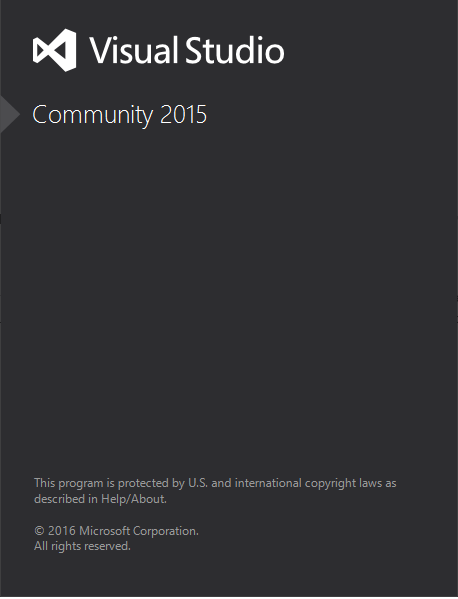 Visual Studio
Community 2015
This program is protected by U.S. and international copyright laws as
described in Help/About.
© 2016 Microsoft Corporation.
All rights reserved.